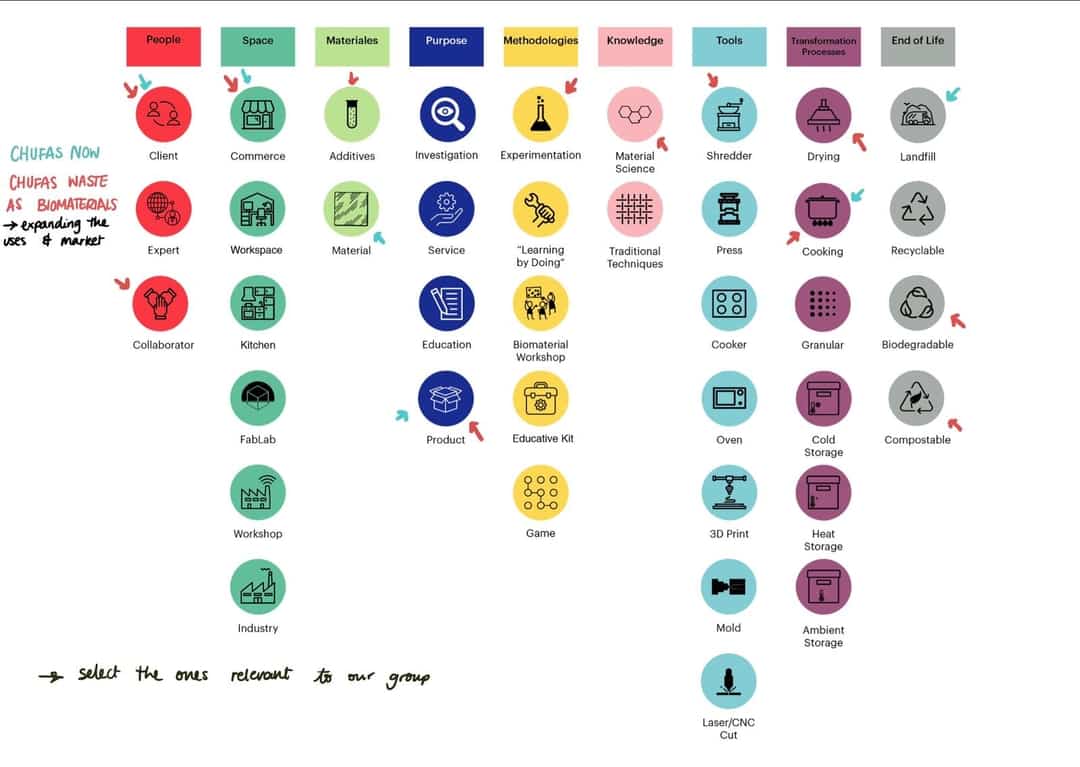 People Space Materiales Purpose Methodologies Knowledge Tools Transformation Processes End of Life
CHUFAS NOW
CHUFAS WASTE
AS BIOMATERIALS
→ expanding the
uses & market
Client Commerce Additives Investigation Experimentation Material Science Shredder Drying Landfill
Expert Workspace Material Service "Learning by Doing" Traditional Techniques Press Cooking Recyclable
Collaborator Kitchen Education Biomaterial Workshop Cooker Granular Biodegradable
FabLab Product Educative Kit Oven Cold Storage Compostable
Workshop Game 3D Print Heat Storage
Industry Mold Ambient Storage
→ select the ones relevant to our group
Laser/CNC Cut